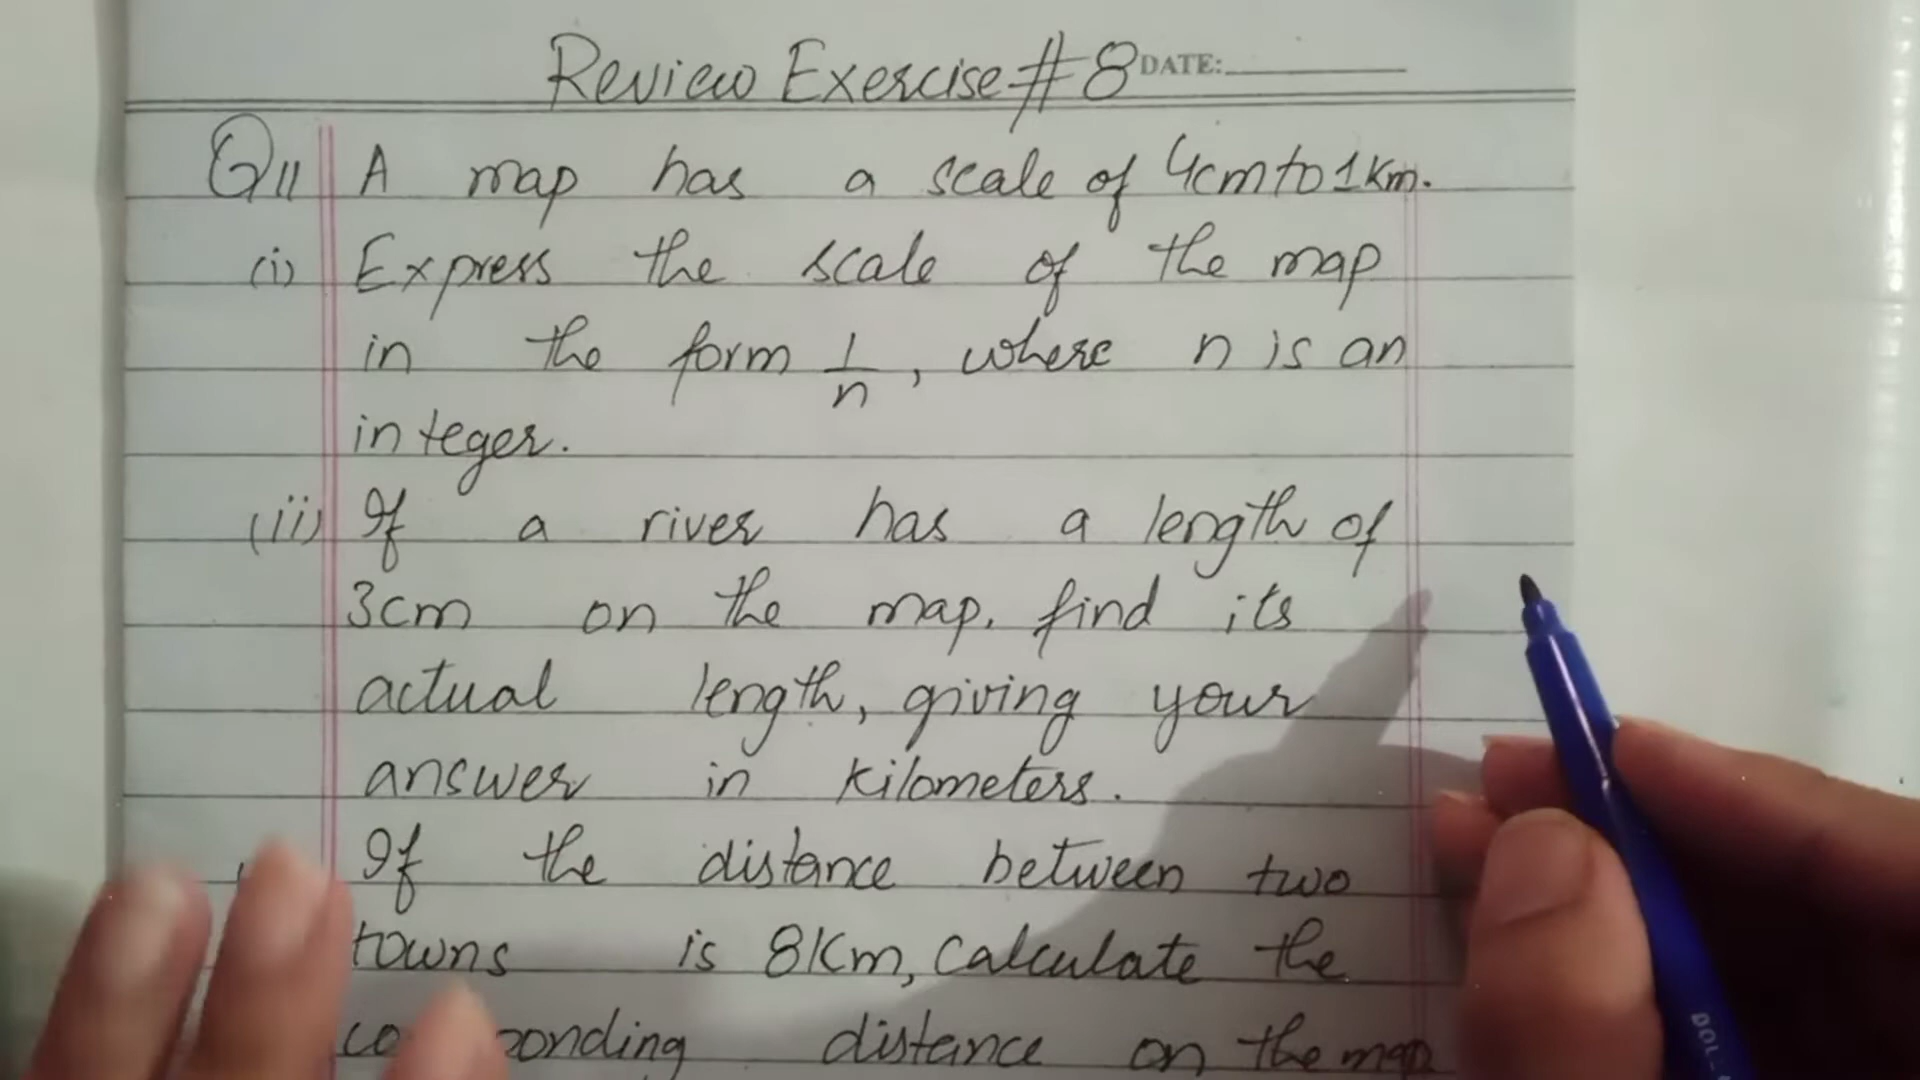 Review Exercise # 8 DATE:
Q11 A map has a scale of 4cm to 1 Km.
(i) Express the scale of the map
in the form 1/n, where n is an
integer.
(ii) If a river has a length of
3cm on the map. find its
actual length, giving your
answer in kilometers.
If the distance between two
towns is 8Km, calculate the
distance on the map